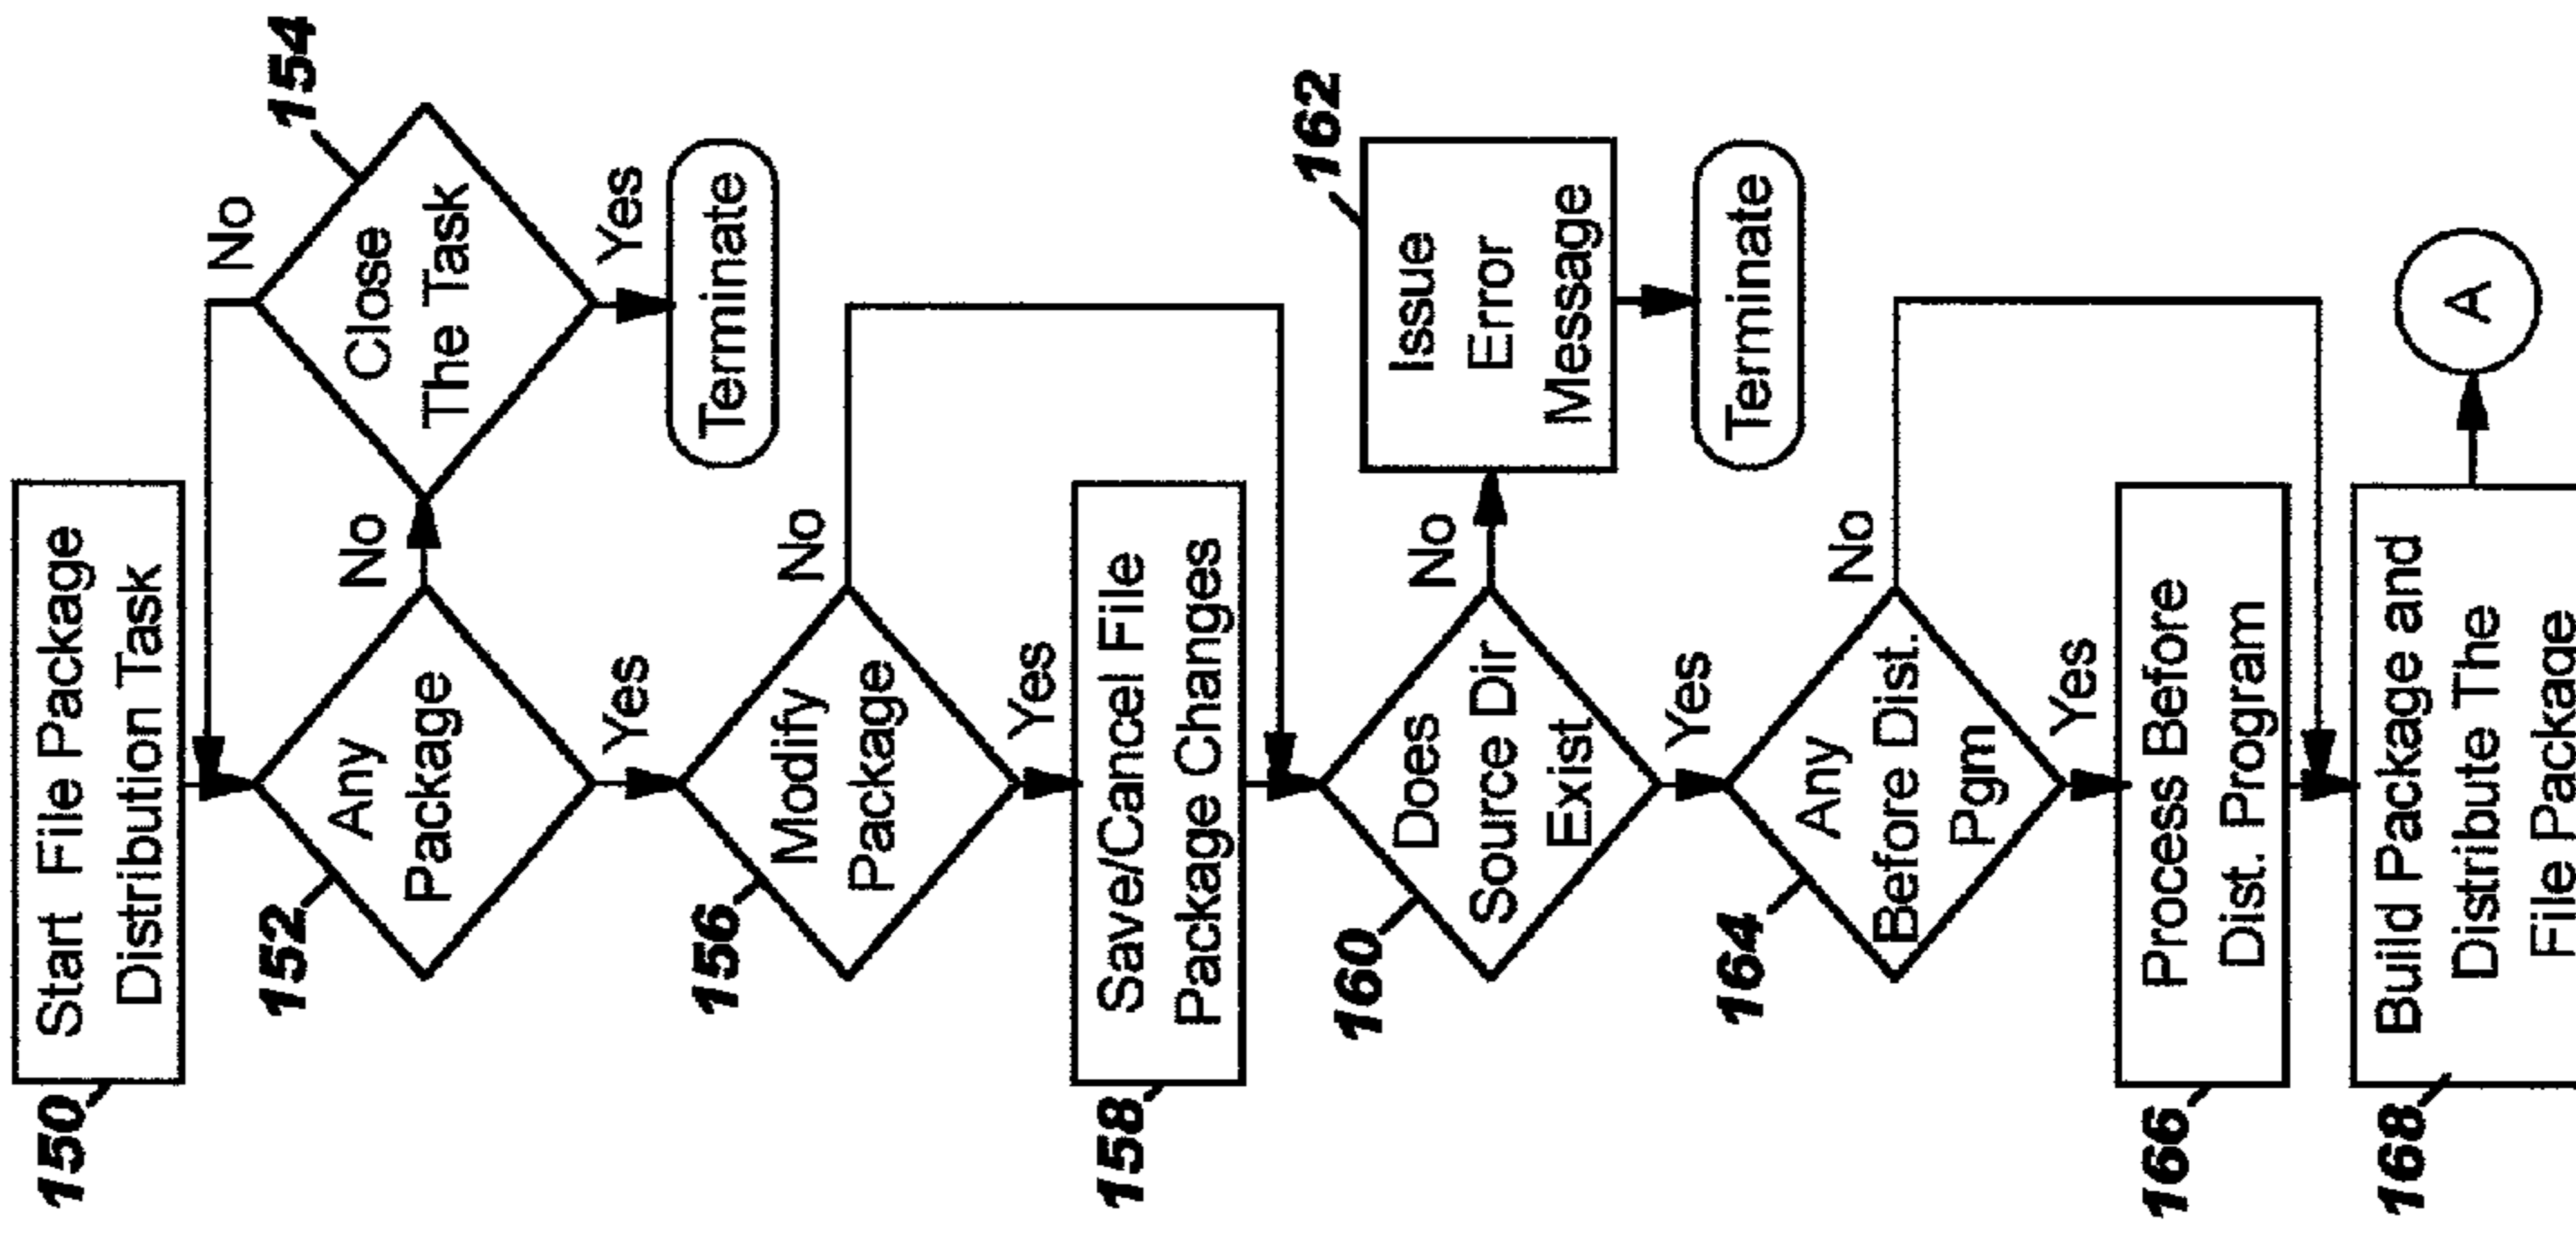 150
Start File Package
Distribution Task
152
Any
Package
No
154
Close
The Task
No
Yes
Terminate
Yes
156
Modify
Package
No
Yes
158
Save/Cancel File
Package Changes
160
Does
Source Dir
Exist
No
162
Issue
Error
Message
Terminate
Yes
164
Any
Before Dist.
Pgm
No
Yes
166
Process Before
Dist. Program
168
Build Package and
Distribute The
File Package
A